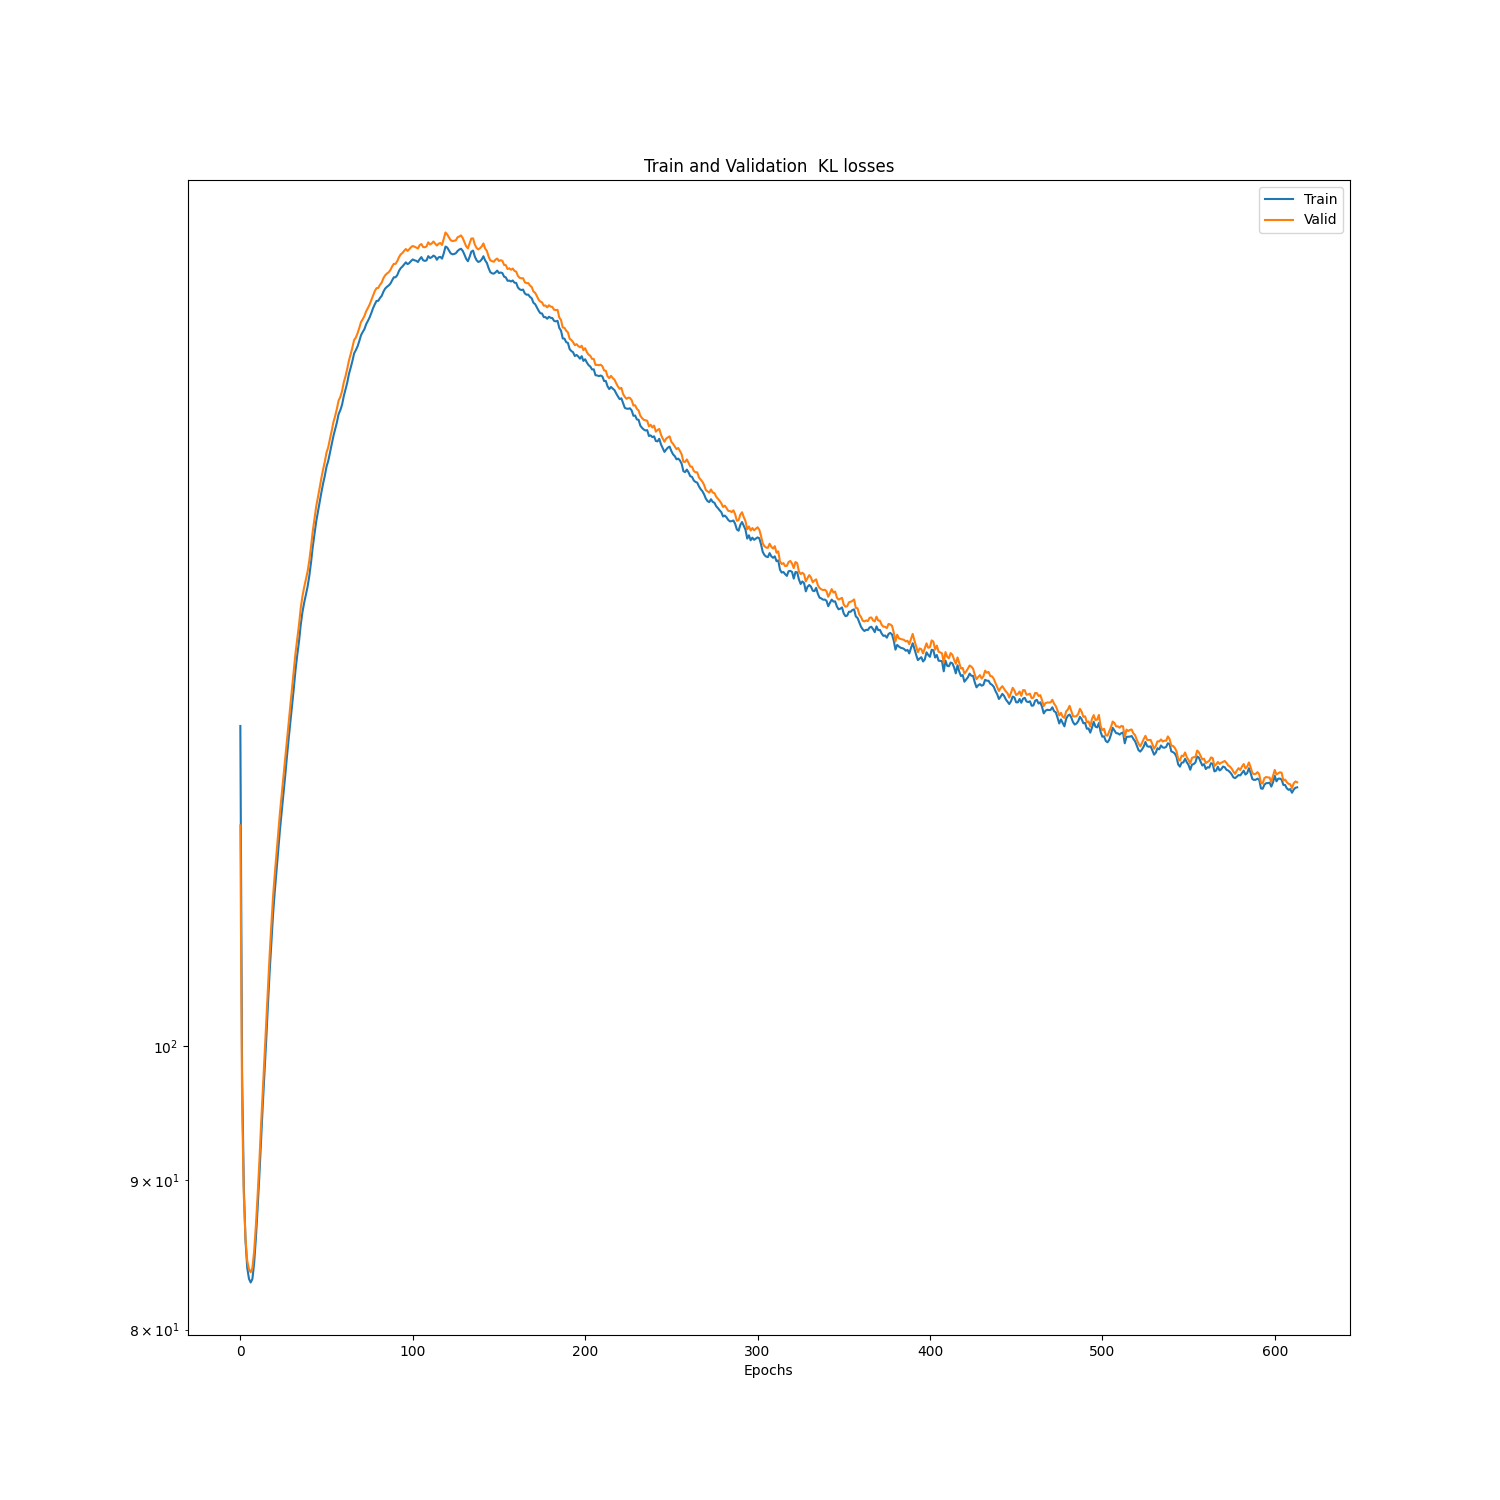 Train and Validation  KL losses
Train
Valid
10²
9 × 10¹
8 × 10¹
0 100 200 300 400 500 600
Epochs